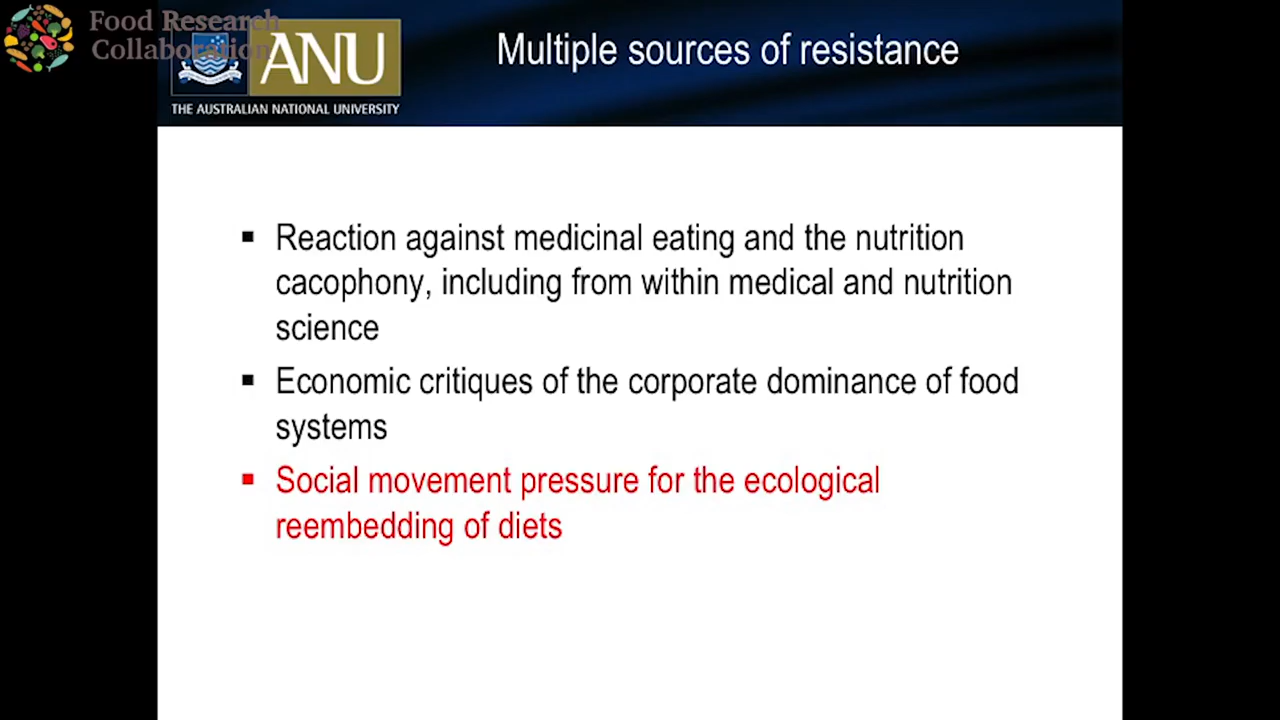 Food Research
Collaboration
ANU
THE AUSTRALIAN NATIONAL UNIVERSITY
Multiple sources of resistance
▪ Reaction against medicinal eating and the nutrition
cacophony, including from within medical and nutrition
science
▪ Economic critiques of the corporate dominance of food
systems
▪ Social movement pressure for the ecological
reembedding of diets